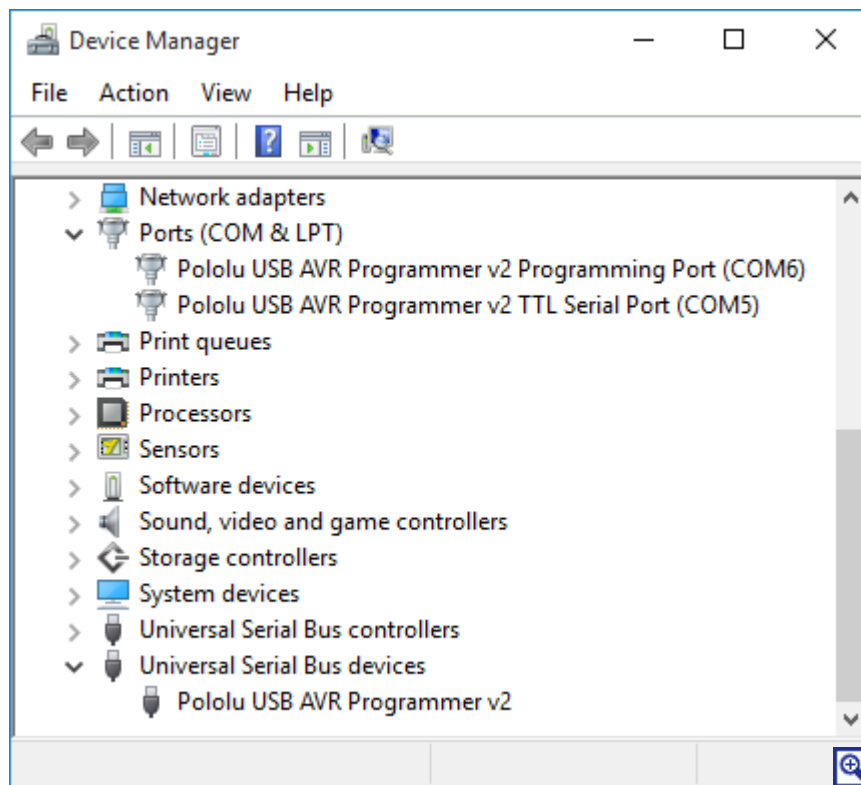 Device Manager
File Action View Help
Network adapters
Ports (COM & LPT)
Pololu USB AVR Programmer v2 Programming Port (COM6)
Pololu USB AVR Programmer v2 TTL Serial Port (COM5)
Print queues
Printers
Processors
Sensors
Software devices
Sound, video and game controllers
Storage controllers
System devices
Universal Serial Bus controllers
Universal Serial Bus devices
Pololu USB AVR Programmer v2